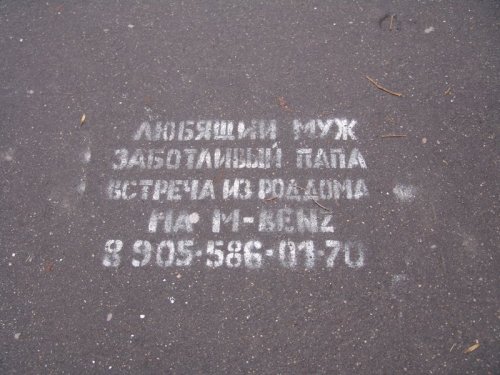 ЛЮБЯЩИЙ МУЖ
ЗАБОТЛИВЫЙ ПАПА
ВСТРЕЧА ИЗ РОДДОМА
НА M-BENZ
8 905·586-01-70